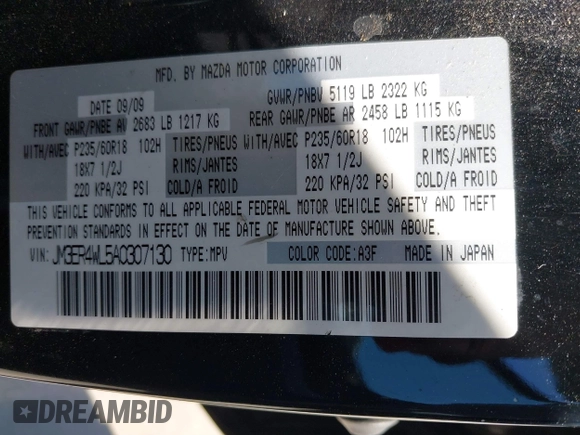 MFD. BY MAZDA MOTOR CORPORATION
DATE 09/09 GVWR/PNBV 5119 LB 2322 KG
FRONT GAWR/PNBE AV 2683 LB 1217 KG REAR GAWR/PNBE AR 2458 LB 1115 KG
WITH/AVEC P235/60R18 102H TIRES/PNEUS WITH/AVEC P235/60R18 102H TIRES/PNEUS
18X7 1/2J RIMS/JANTES 18X7 1/2J RIMS/JANTES
220 KPA/32 PSI COLD/A FROID 220 KPA/32 PSI COLD/A FROID
THIS VEHICLE CONFORMS TO ALL APPLICABLE FEDERAL MOTOR VEHICLE SAFETY AND THEFT
PREVENTION STANDARDS IN EFFECT ON THE DATE OF MANUFACTURE SHOWN ABOVE.
VIN: JM3ER4WL5A0307130 TYPE:MPV COLOR CODE:A3F MADE IN JAPAN
DREAMBID